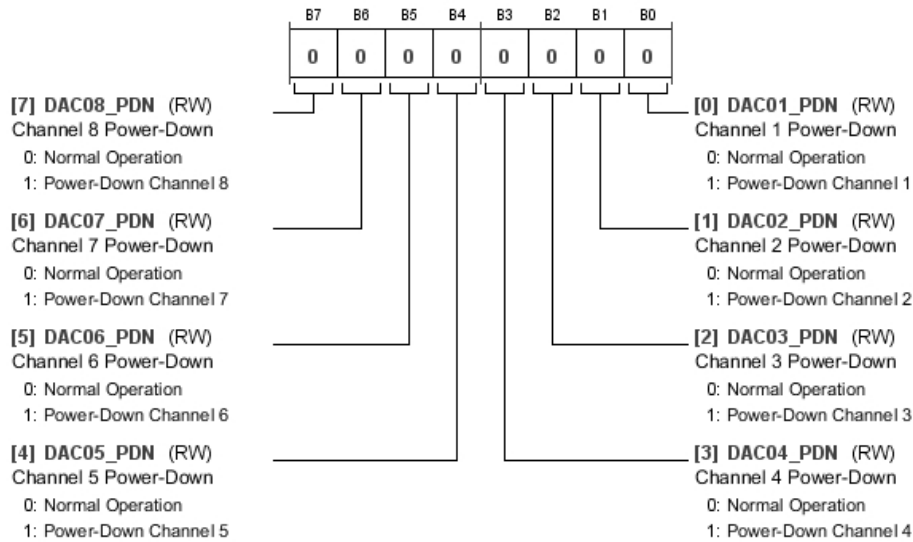 B7 B6 B5 B4 B3 B2 B1 B0
0 0 0 0 0 0 0 0
[7] DAC08_PDN (RW)
Channel 8 Power-Down
0: Normal Operation
1: Power-Down Channel 8
[6] DAC07_PDN (RW)
Channel 7 Power-Down
0: Normal Operation
1: Power-Down Channel 7
[5] DAC06_PDN (RW)
Channel 6 Power-Down
0: Normal Operation
1: Power-Down Channel 6
[4] DAC05_PDN (RW)
Channel 5 Power-Down
0: Normal Operation
1: Power-Down Channel 5
[0] DAC01_PDN (RW)
Channel 1 Power-Down
0: Normal Operation
1: Power-Down Channel 1
[1] DAC02_PDN (RW)
Channel 2 Power-Down
0: Normal Operation
1: Power-Down Channel 2
[2] DAC03_PDN (RW)
Channel 3 Power-Down
0: Normal Operation
1: Power-Down Channel 3
[3] DAC04_PDN (RW)
Channel 4 Power-Down
0: Normal Operation
1: Power-Down Channel 4